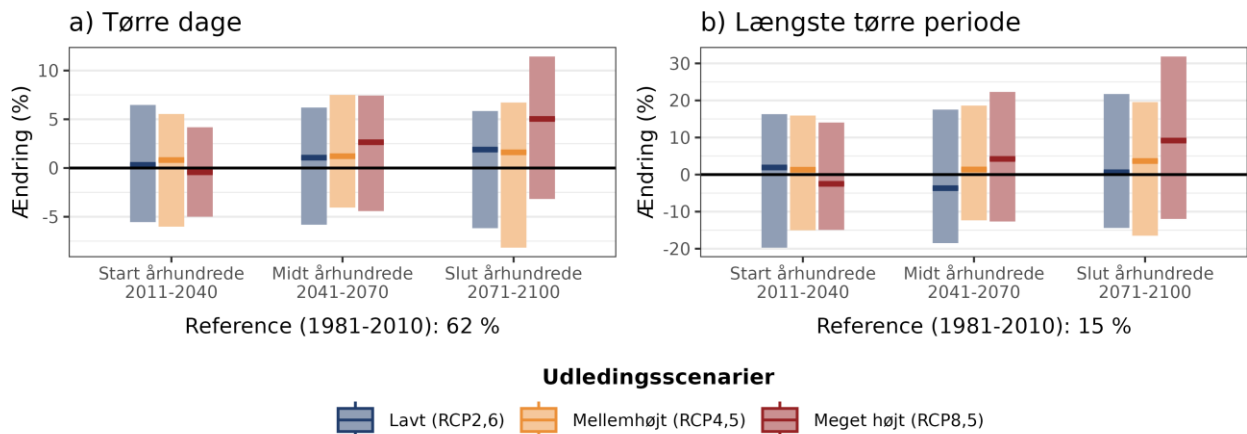 a) Tørre dage
Ændring (%)
10
5
0
-5
Start århundrede
2011-2040
Midt århundrede
2041-2070
Slut århundrede
2071-2100
Reference (1981-2010): 62 %
b) Længste tørre periode
Ændring (%)
30
20
10
0
-10
-20
Start århundrede
2011-2040
Midt århundrede
2041-2070
Slut århundrede
2071-2100
Reference (1981-2010): 15 %
Udledingsscenarier
Lavt (RCP2,6)
Mellemhøjt (RCP4,5)
Meget højt (RCP8,5)